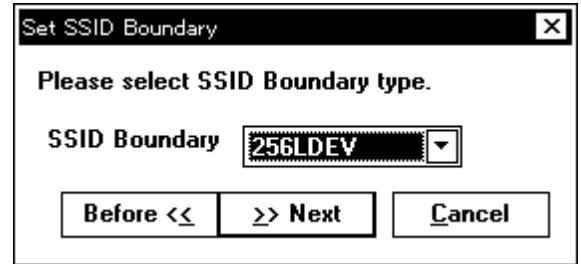 Set SSID Boundary
Please select SSID Boundary type.
SSID Boundary 256LDEV
Before << >> Next Cancel